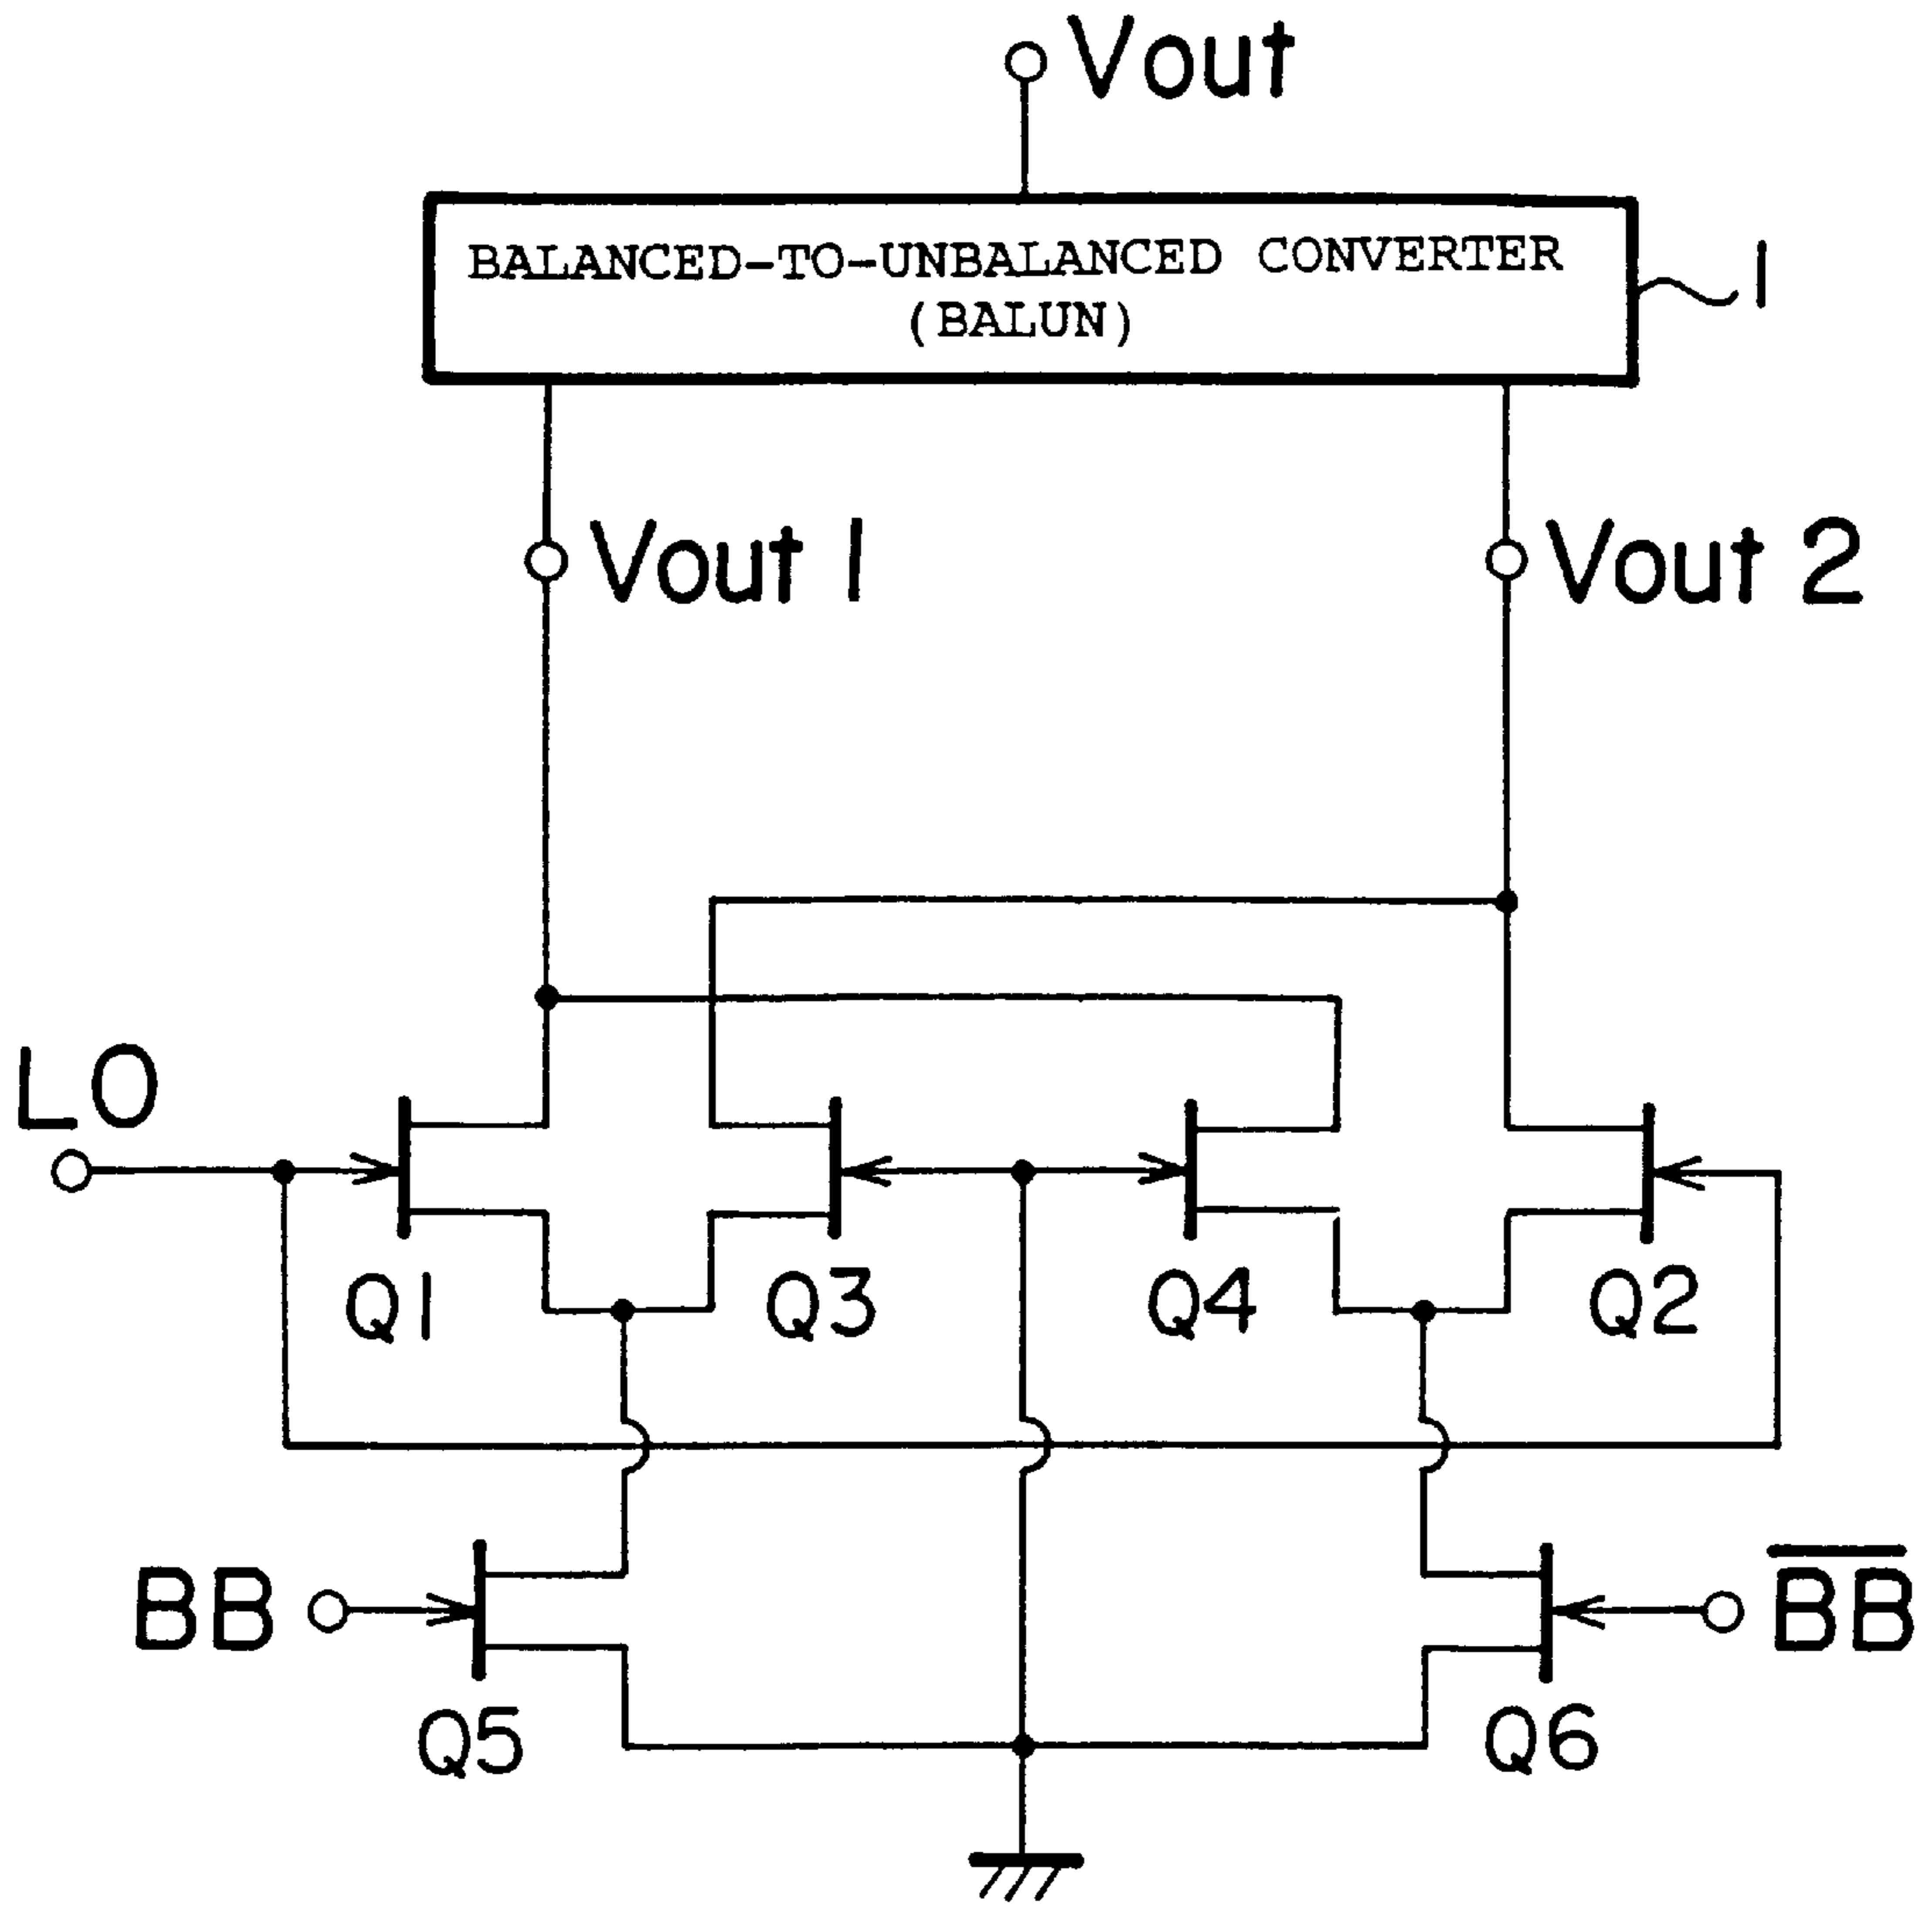 Vout
BALANCED-TO-UNBALANCED CONVERTER
(BALUN)
1
Vout 1
Vout 2
LO
Q1
Q3
Q4
Q2
BB
B̅B̅
Q5
Q6